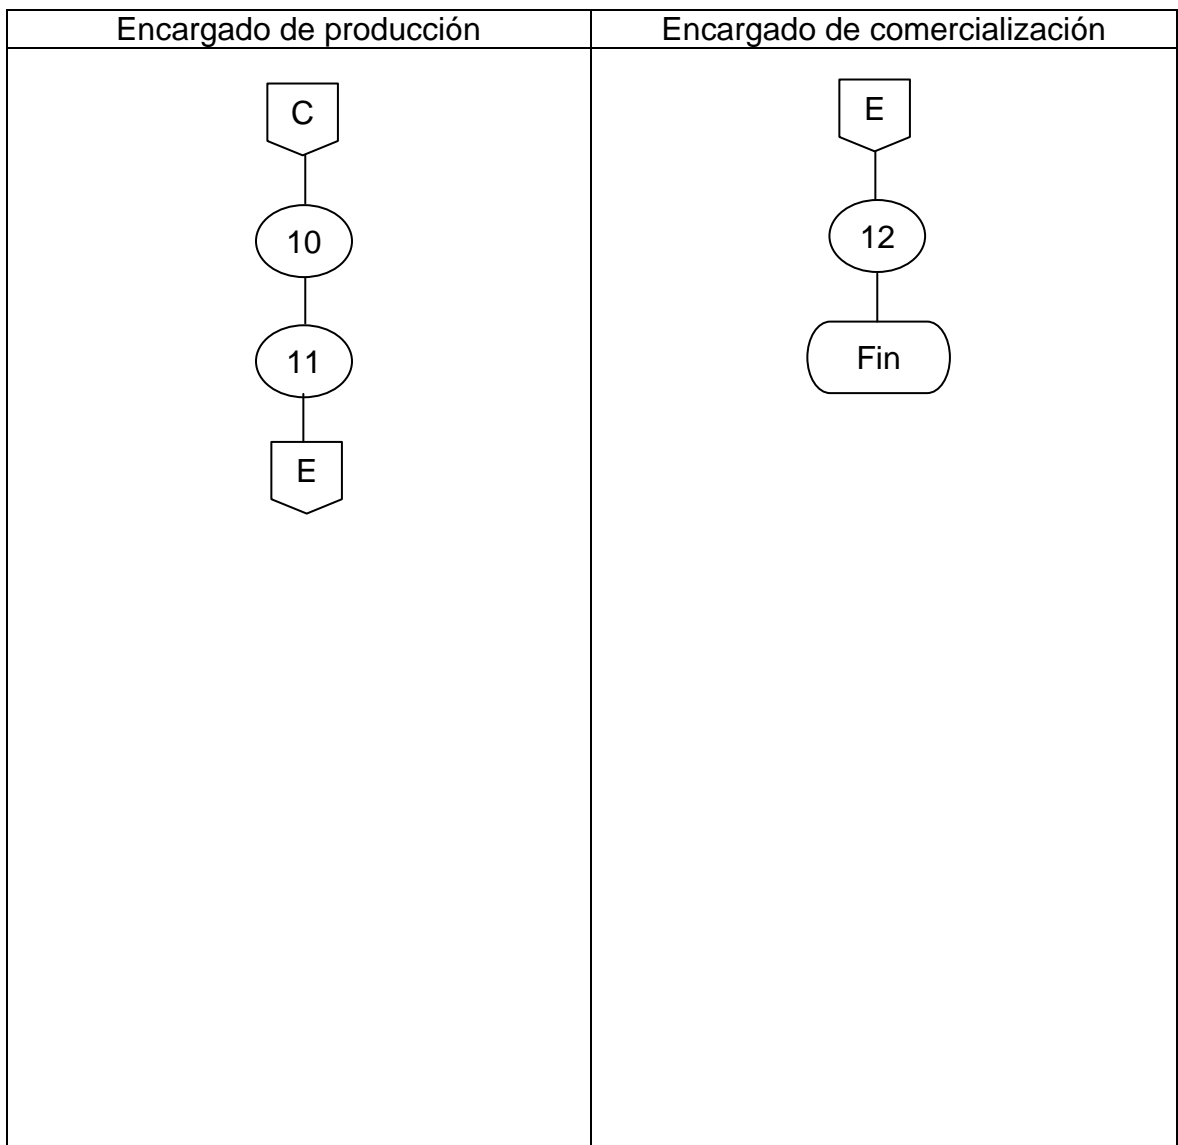 Encargado de producción
Encargado de comercialización
C
10
11
E
E
12
Fin